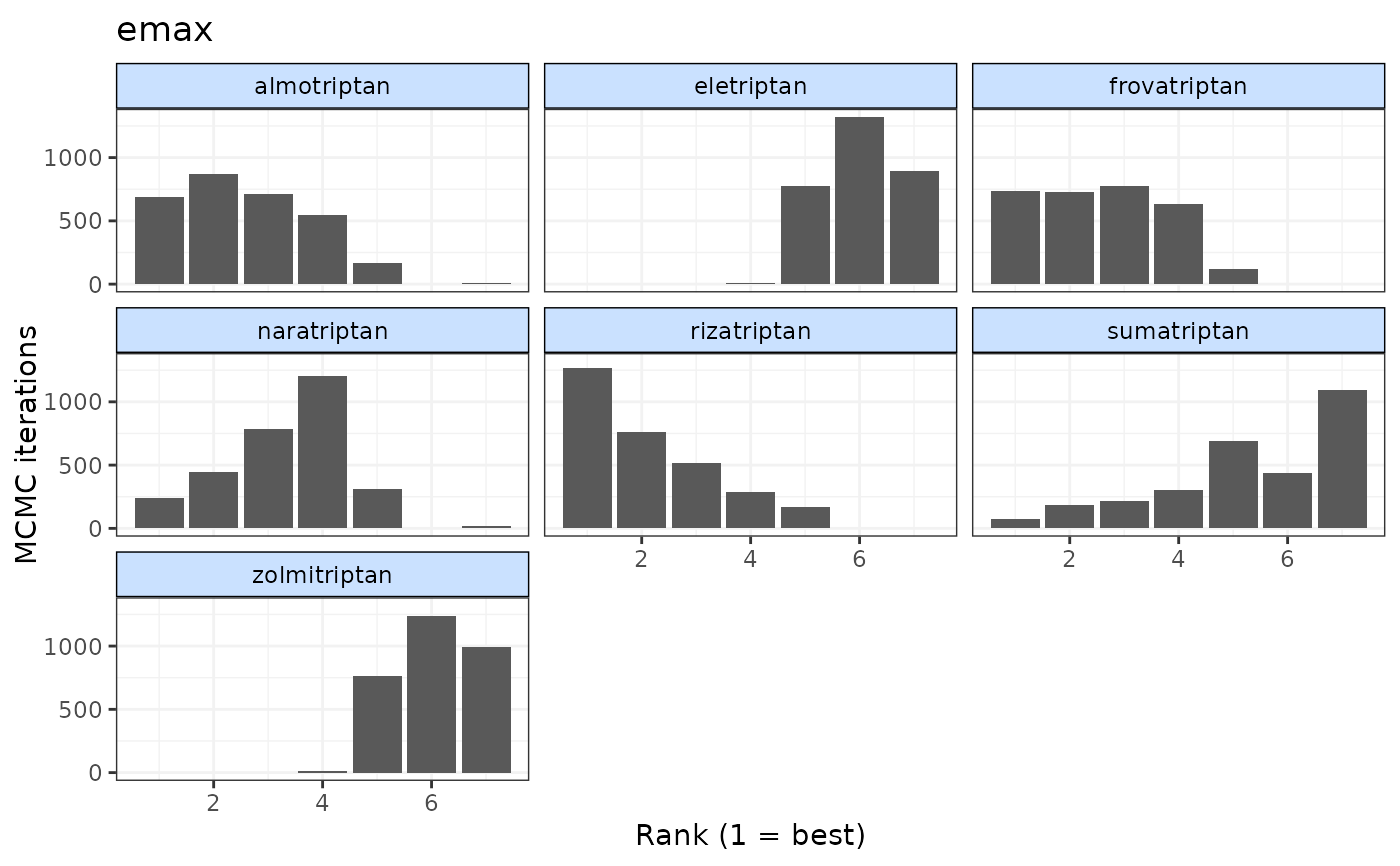 emax
almotriptan eletriptan frovatriptan
1000
500
0
naratriptan rizatriptan sumatriptan
1000
500
0
2 4 6 2 4 6
zolmitriptan
1000
500
0
2 4 6
MCMC iterations
Rank (1 = best)